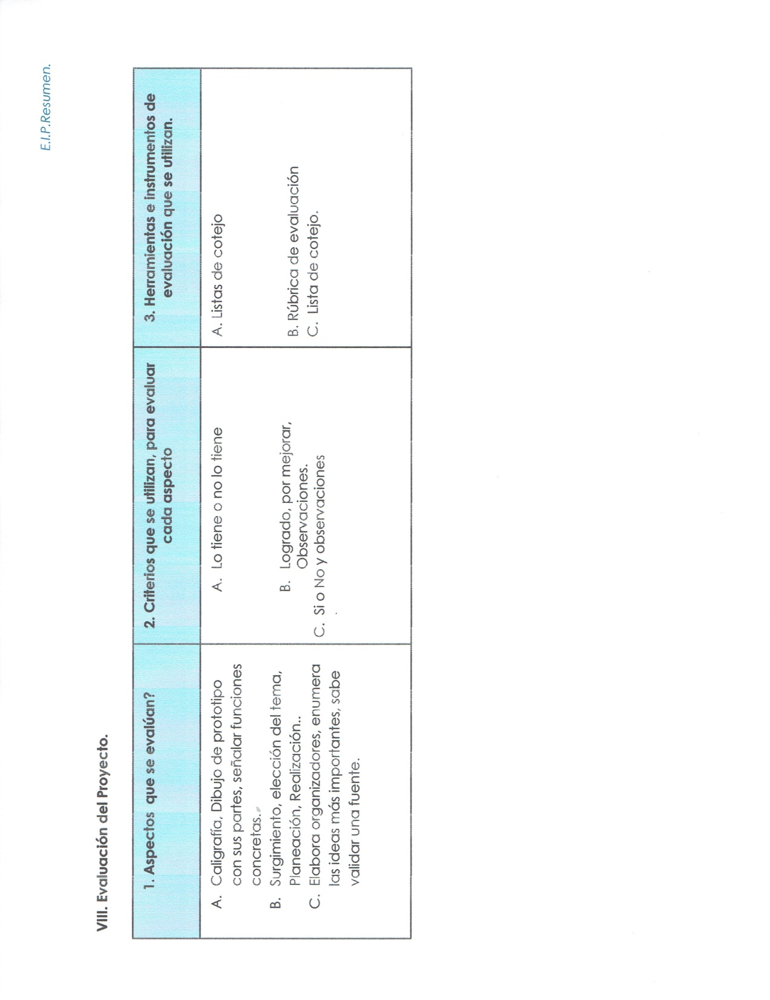 E.I.P.Resumen.
VIII. Evaluación del Proyecto.
1. Aspectos que se evalúan?
2. Criterios que se utilizan, para evaluar
cada aspecto
3. Herramientas e instrumentos de
evaluación que se utilizan.
A. Caligrafía, Dibujo de prototipo
con sus partes, señalar funciones
concretas.
B. Surgimiento, elección del tema,
Planeación, Realización..
C. Elabora organizadores, enumera
las ideas más importantes, sabe
validar una fuente.
A. Lo tiene o no lo tiene
B. Logrado, por mejorar,
Observaciones.
C. Si o No y observaciones
.
A. Listas de cotejo
B. Rúbrica de evaluación
C. Lista de cotejo.